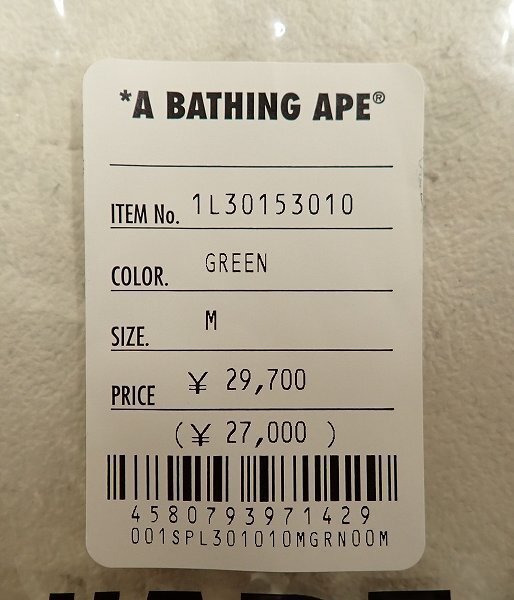 *A BATHING APE®
ITEM No. 1L30153010
COLOR. GREEN
SIZE. M
PRICE ¥ 29,700
(¥ 27,000 )
4580793971429
001SPL301010MGRN00M